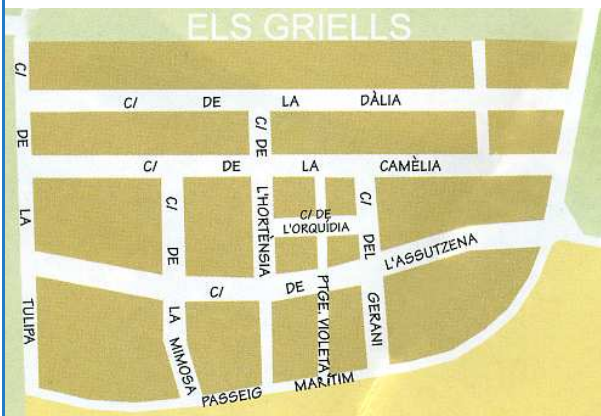 ELS GRIELLS
C/ DE LA DÀLIA
C/ DE LA TULIPA
C/ DE L'HORTÈNSIA
C/ DE LA CAMÈLIA
C/ DE LA MIMOSA
C/ DE L'ORQUÍDIA
C/ DEL GERANI
C/ DE L'ASSUTZENA
PTGE. VIOLETA
PASSEIG MARÍTIM